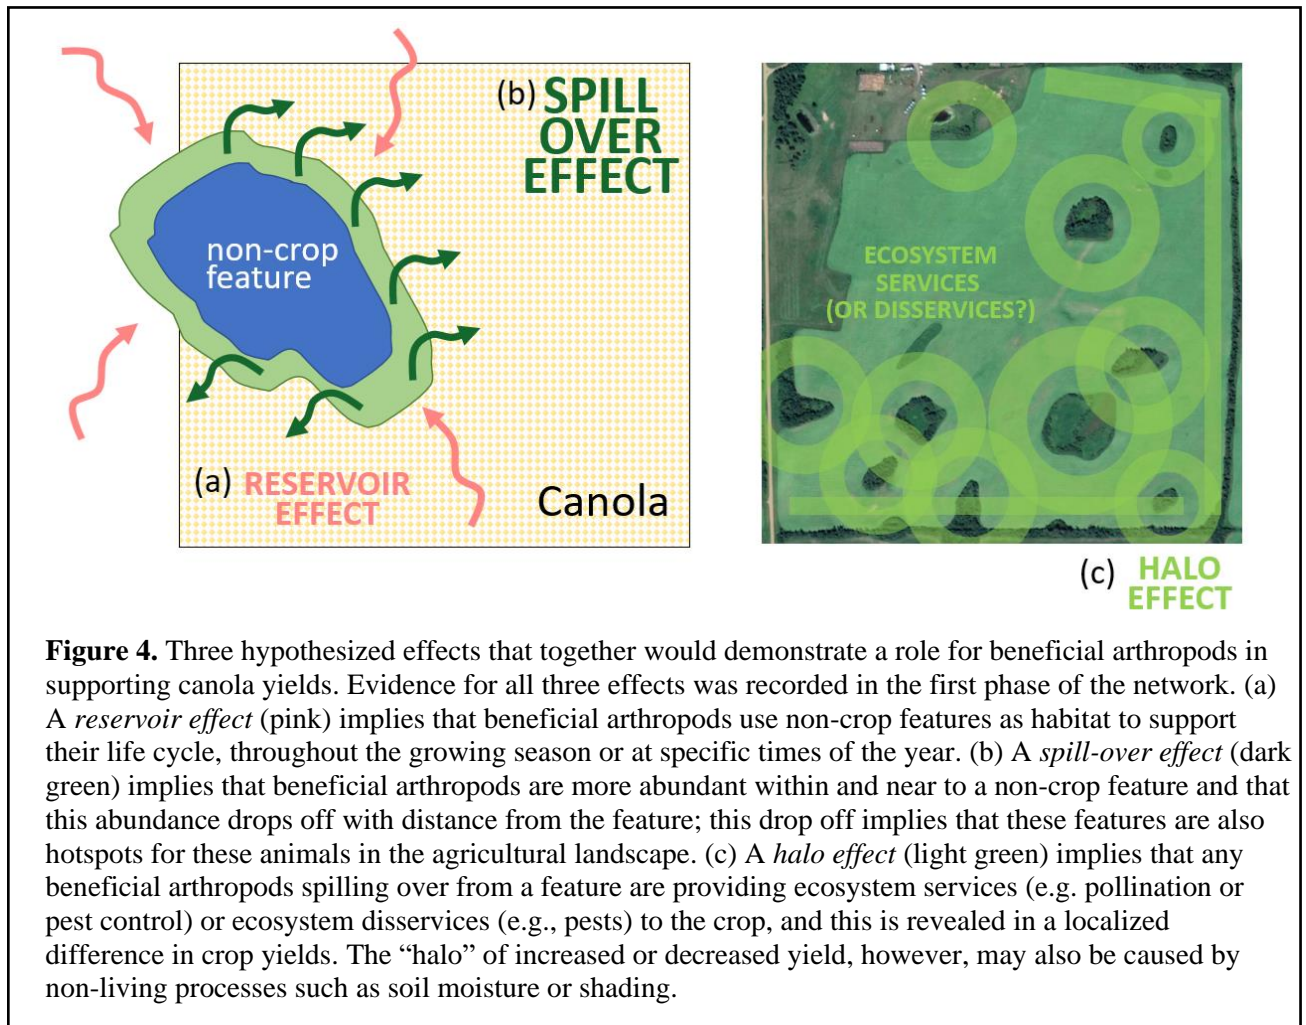 (b) SPILL
OVER
EFFECT
non-crop
feature
(a) RESERVOIR
EFFECT
Canola
ECOSYSTEM
SERVICES
(OR DISSERVICES?)
(c) HALO
EFFECT
Figure 4. Three hypothesized effects that together would demonstrate a role for beneficial arthropods in
supporting canola yields. Evidence for all three effects was recorded in the first phase of the network. (a)
A reservoir effect (pink) implies that beneficial arthropods use non-crop features as habitat to support
their life cycle, throughout the growing season or at specific times of the year. (b) A spill-over effect (dark
green) implies that beneficial arthropods are more abundant within and near to a non-crop feature and that
this abundance drops off with distance from the feature; this drop off implies that these features are also
hotspots for these animals in the agricultural landscape. (c) A halo effect (light green) implies that any
beneficial arthropods spilling over from a feature are providing ecosystem services (e.g. pollination or
pest control) or ecosystem disservices (e.g., pests) to the crop, and this is revealed in a localized
difference in crop yields. The “halo” of increased or decreased yield, however, may also be caused by
non-living processes such as soil moisture or shading.